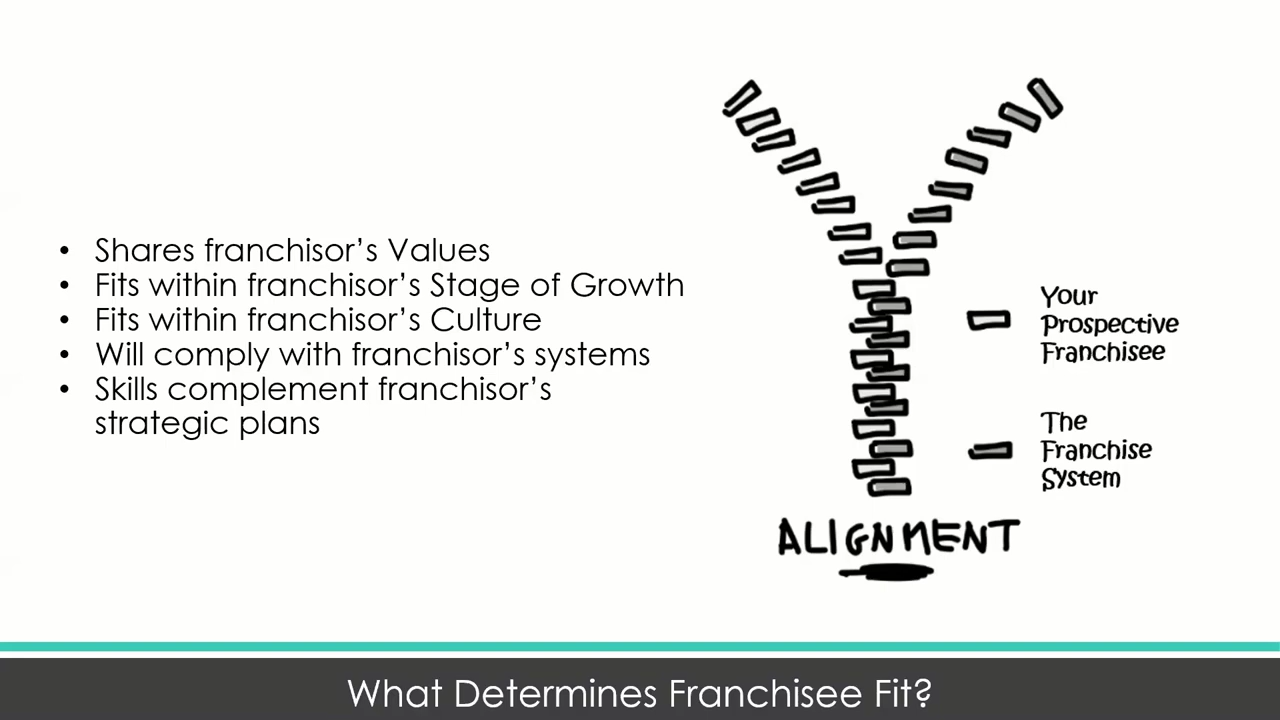 • Shares franchisor’s Values
• Fits within franchisor’s Stage of Growth
• Fits within franchisor’s Culture
• Will comply with franchisor’s systems
• Skills complement franchisor’s
strategic plans
Your
Prospective
Franchisee
The
Franchise
System
ALIGNMENT
What Determines Franchisee Fit?